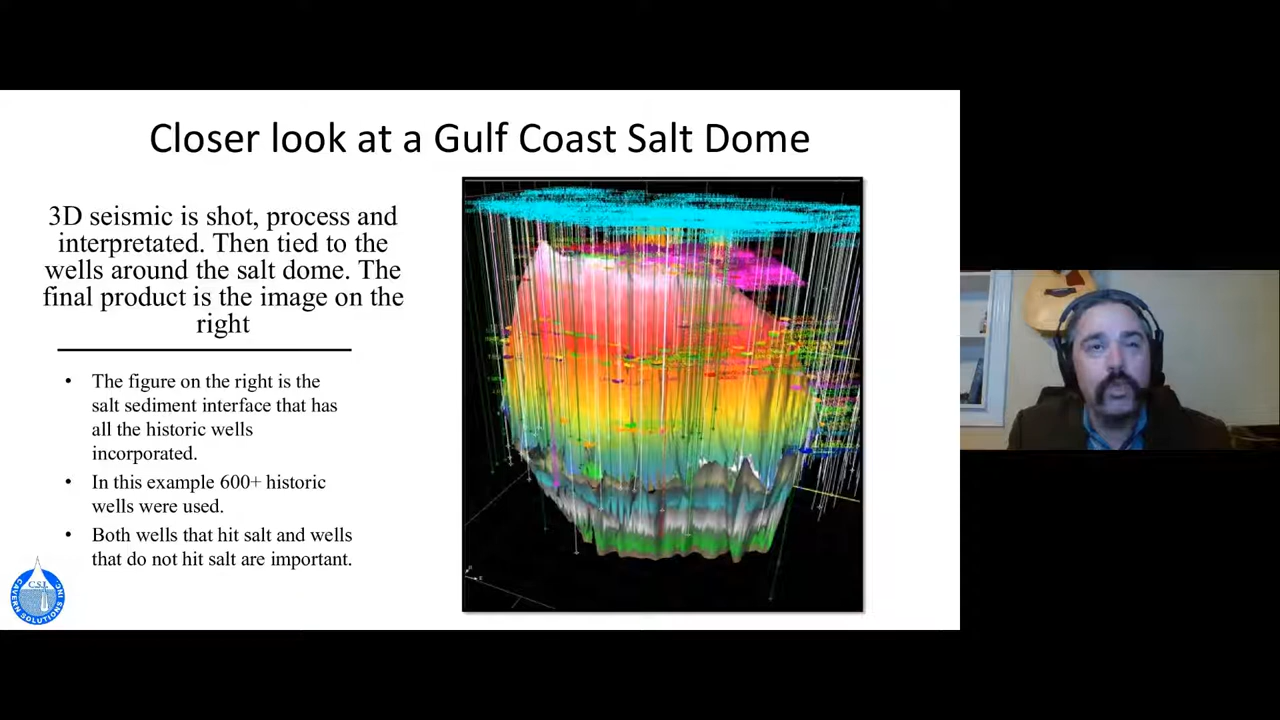 Closer look at a Gulf Coast Salt Dome
3D seismic is shot, process and
interpretated. Then tied to the
wells around the salt dome. The
final product is the image on the
right
• The figure on the right is the
salt sediment interface that has
all the historic wells
incorporated.
• In this example 600+ historic
wells were used.
• Both wells that hit salt and wells
that do not hit salt are important.
C.S.I.
CAVERN SOLUTIONS INC